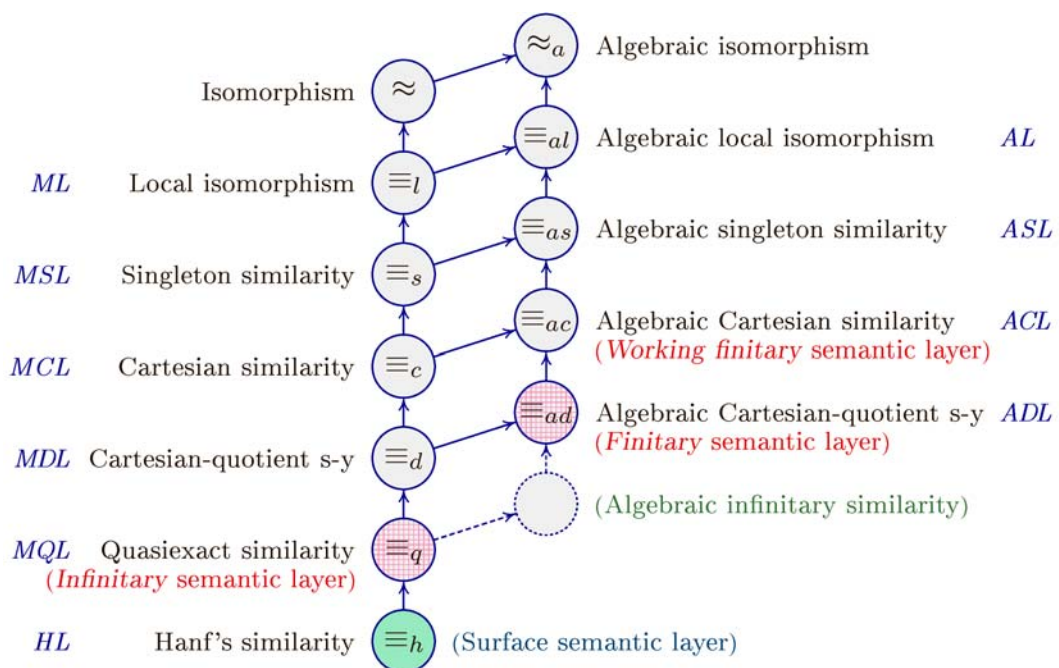 ≈a Algebraic isomorphism
Isomorphism ≈
≡al Algebraic local isomorphism AL
ML Local isomorphism ≡l
≡as Algebraic singleton similarity ASL
MSL Singleton similarity ≡s
≡ac Algebraic Cartesian similarity ACL
(Working finitary semantic layer)
MCL Cartesian similarity ≡c
≡ad Algebraic Cartesian-quotient s-y ADL
(Finitary semantic layer)
MDL Cartesian-quotient s-y ≡d
(Algebraic infinitary similarity)
MQL Quasiexact similarity ≡q
(Infinitary semantic layer)
HL Hanf's similarity ≡h (Surface semantic layer)